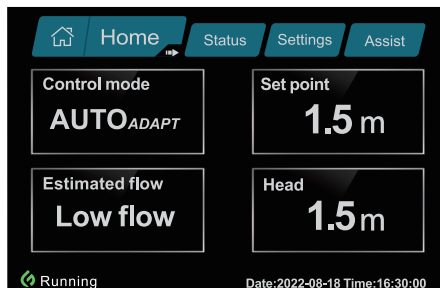 Home Status Settings Assist
Control mode
AUTOADAPT
Set point
1.5 m
Estimated flow
Low flow
Head
1.5 m
Running
Date:2022-08-18 Time:16:30:00